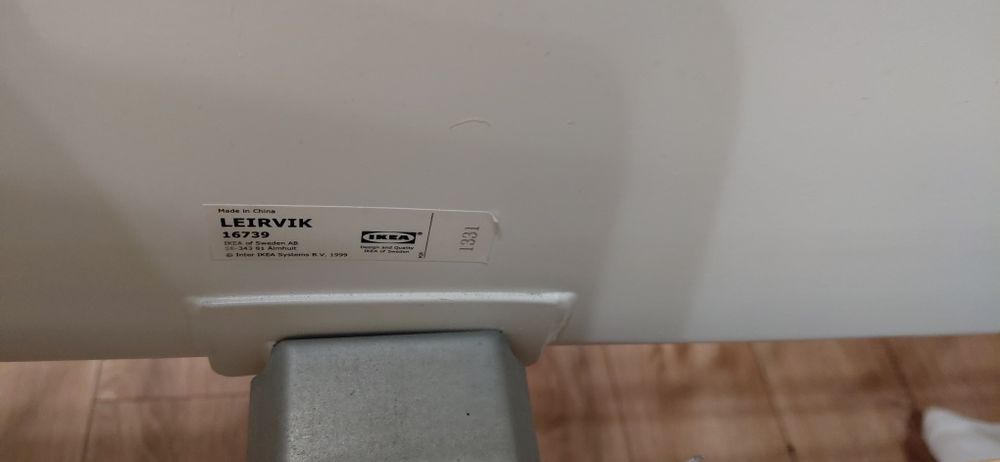 Made in China
LEIRVIK
16739
IKEA of Sweden AB
SE-343 81 Älmhult
© Inter IKEA Systems B.V. 1999
IKEA®
Design and Quality
IKEA of Sweden
1331